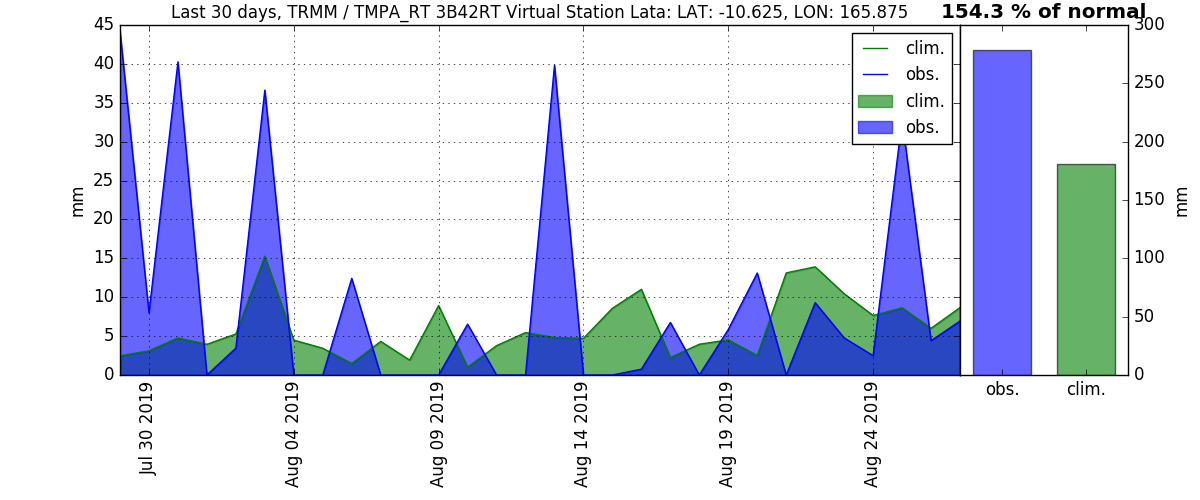 Last 30 days, TRMM / TMPA_RT 3B42RT Virtual Station Lata: LAT: -10.625, LON: 165.875
154.3 % of normal
45
40
35
30
25
20
15
10
5
0
mm
clim.
obs.
clim.
obs.
300
250
200
150
100
50
0
mm
Jul 30 2019
Aug 04 2019
Aug 09 2019
Aug 14 2019
Aug 19 2019
Aug 24 2019
obs.
clim.